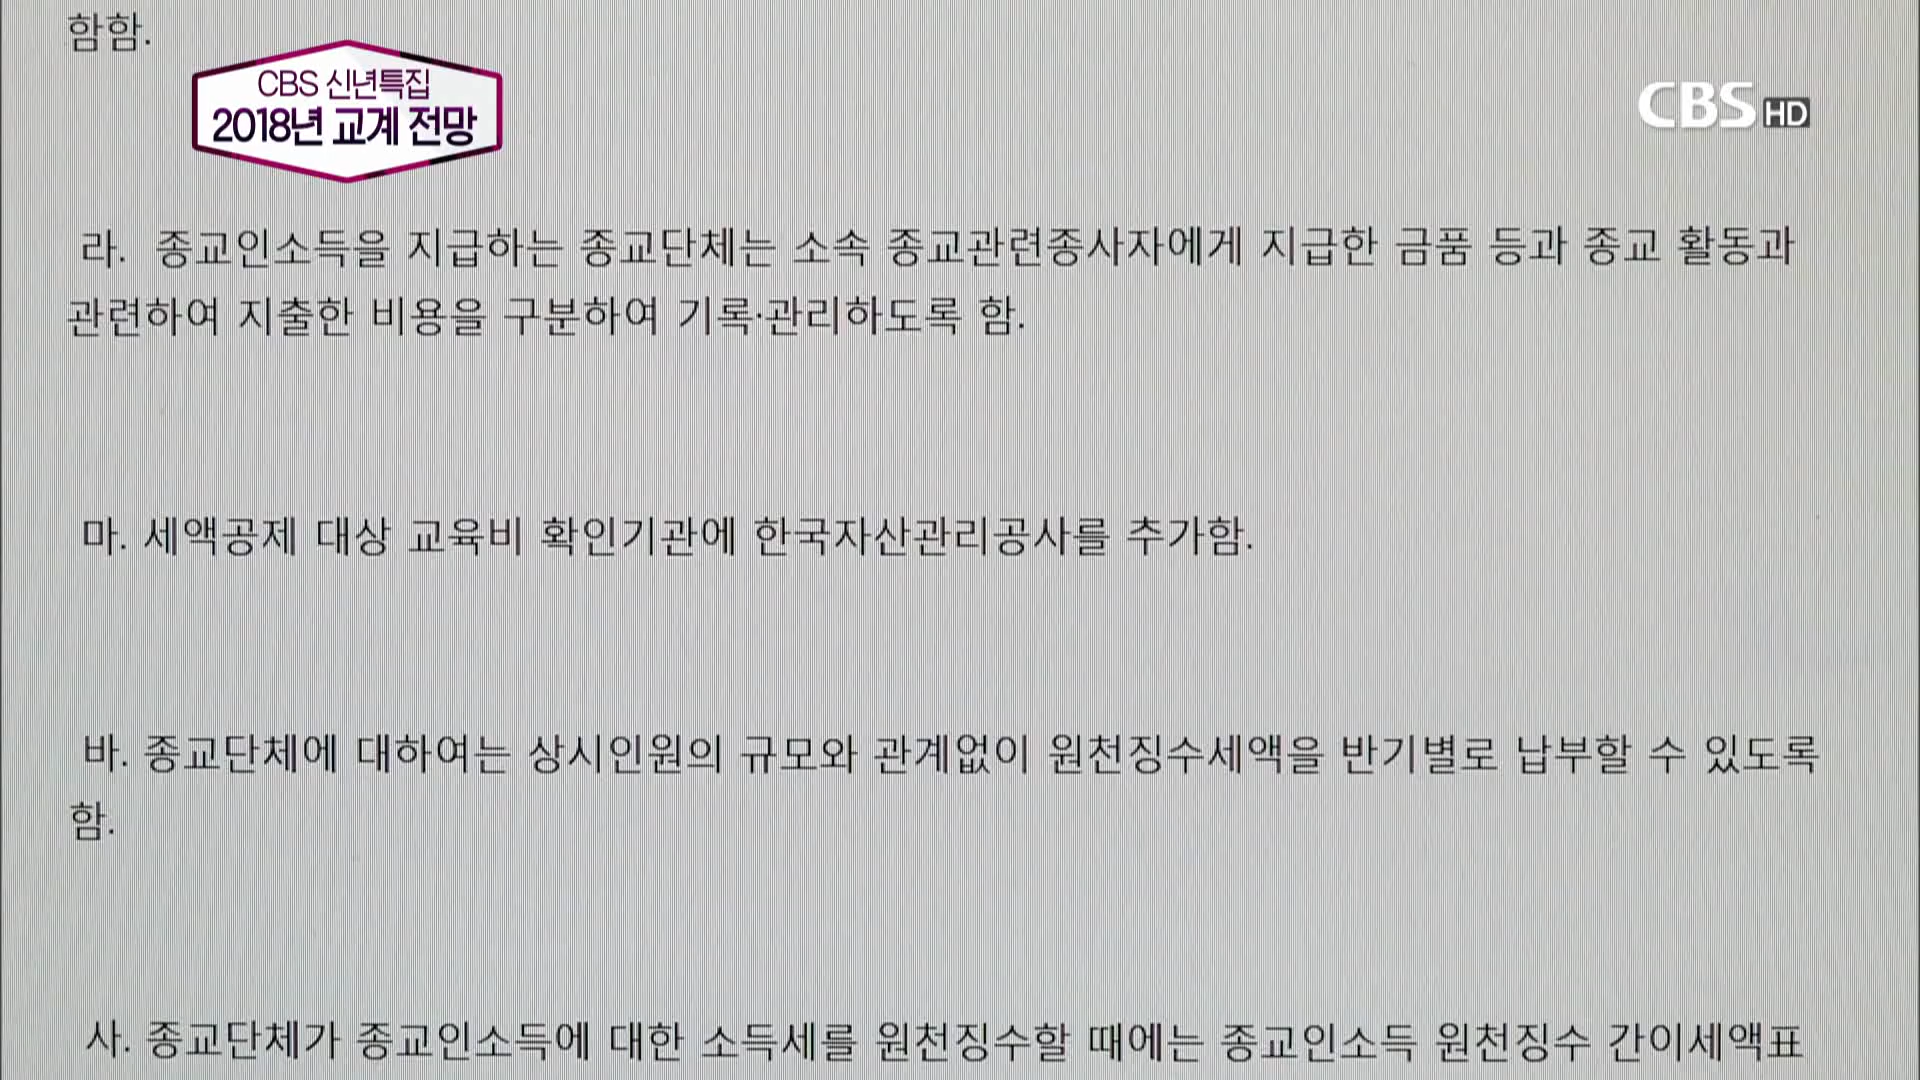 함함.
CBS 신년특집
2018년 교계 전망
CBS HD
라. 종교인소득을 지급하는 종교단체는 소속 종교관련종사자에게 지급한 금품 등과 종교 활동과
관련하여 지출한 비용을 구분하여 기록·관리하도록 함.
마. 세액공제 대상 교육비 확인기관에 한국자산관리공사를 추가함.
바. 종교단체에 대하여는 상시인원의 규모와 관계없이 원천징수세액을 반기별로 납부할 수 있도록
함.
사. 종교단체가 종교인소득에 대한 소득세를 원천징수할 때에는 종교인소득 원천징수 간이세액표